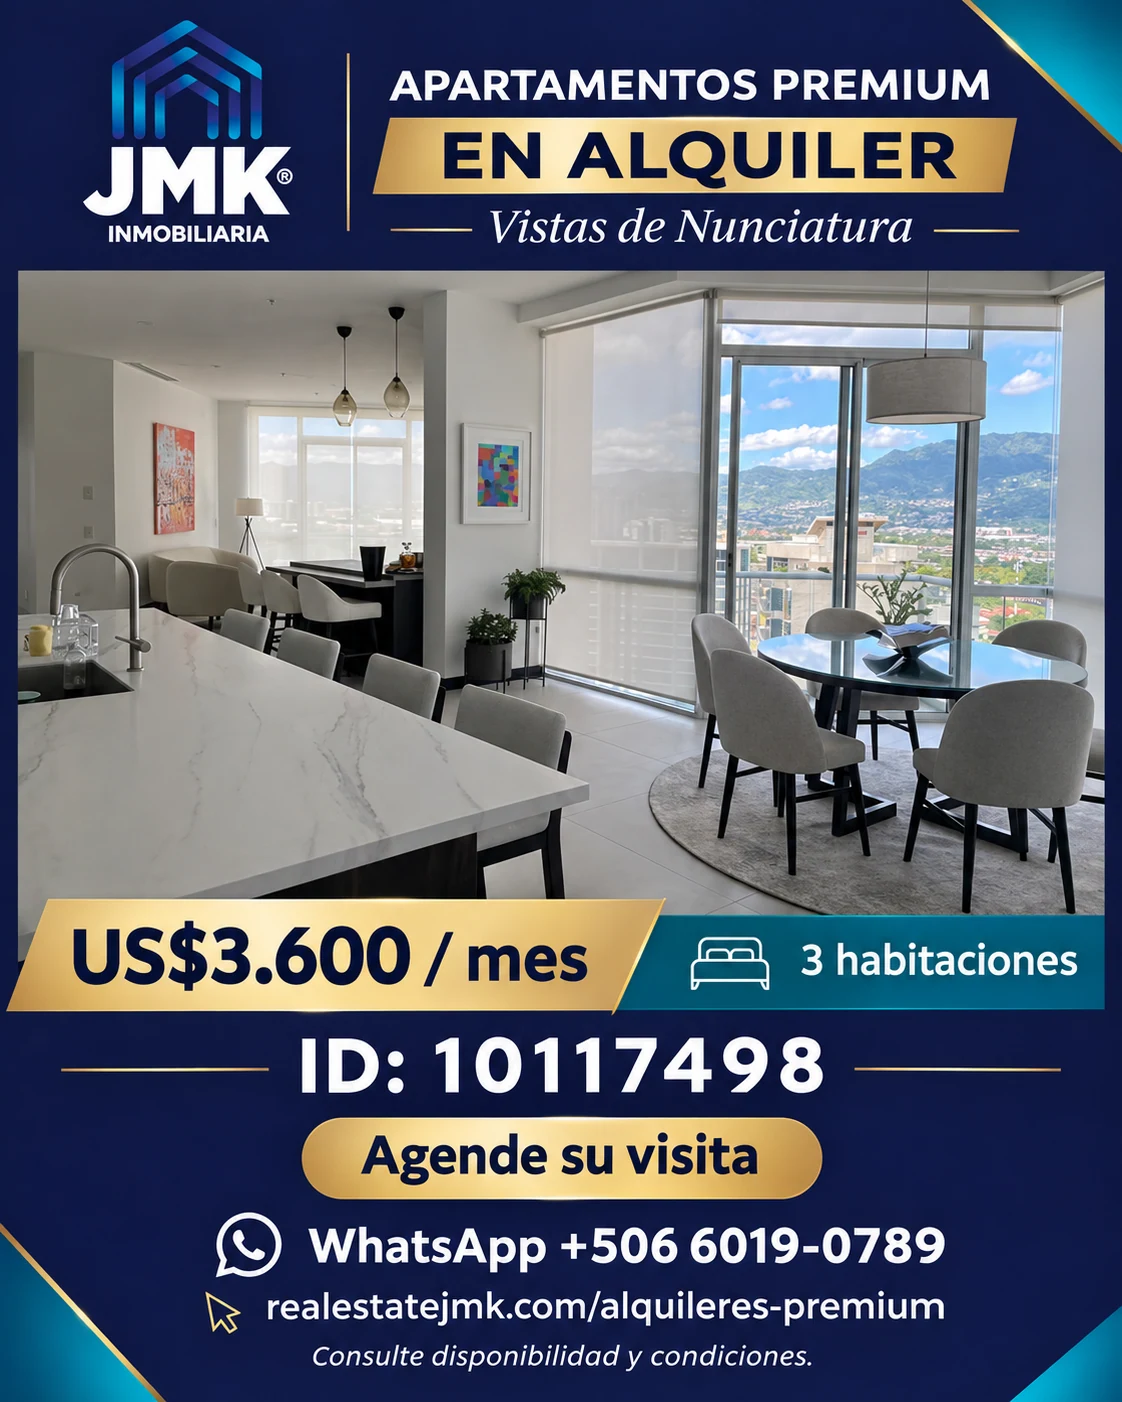 JMK®
INMOBILIARIA
APARTAMENTOS PREMIUM
EN ALQUILER
Vistas de Nunciatura
US$3.600 / mes
3 habitaciones
ID: 10117498
Agende su visita
WhatsApp +506 6019-0789
realestatejmk.com/alquileres-premium
Consulte disponibilidad y condiciones.